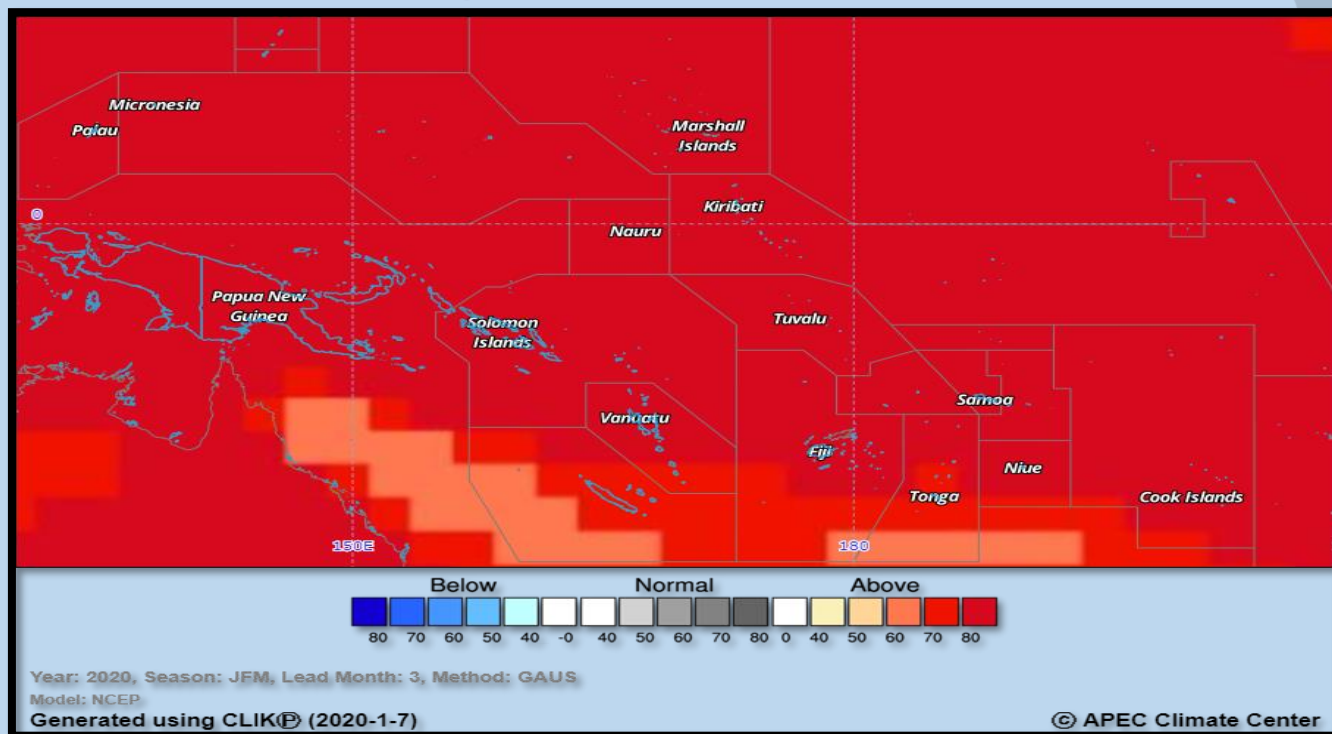 Micronesia
Palau
Marshall
Islands
Kiribati
0
Nauru
Papua New
Guinea
Solomon
Islands
Tuvalu
Samoa
Vanuatu
Fiji
Niue
Tonga
Cook Islands
150E
180
Below Normal Above
80 70 60 50 40 -0 40 50 60 70 80 0 40 50 60 70 80
Year: 2020, Season: JFM, Lead Month: 3, Method: GAUS
Model: NCEP
Generated using CLIKⓅ (2020-1-7)
© APEC Climate Center